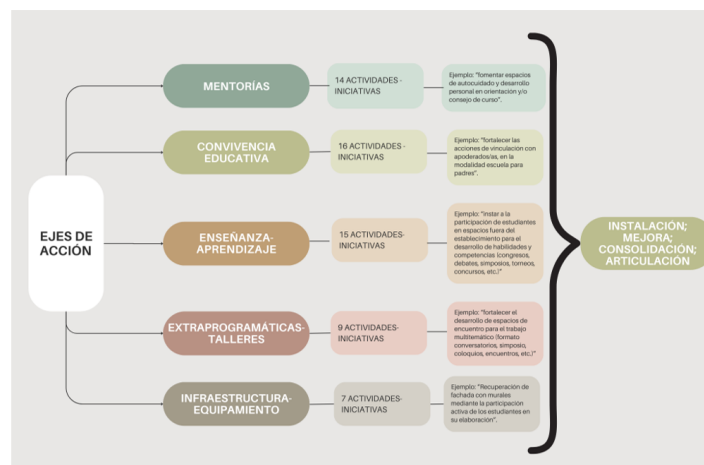 EJES DE
ACCIÓN
MENTORÍAS
14 ACTIVIDADES -
INICIATIVAS
Ejemplo: "fomentar espacios
de autocuidado y desarrollo
personal en orientación y/o
consejo de curso".
CONVIVENCIA
EDUCATIVA
16 ACTIVIDADES -
INICIATIVAS
Ejemplo: "fortalecer las
acciones de vinculación con
apoderados/as, en la
modalidad escuela para
padres".
ENSEÑANZA-
APRENDIZAJE
15 ACTIVIDADES-
INICIATIVAS
Ejemplo: "instar a la
participación de estudiantes
en espacios fuera del
establecimiento para el
desarrollo de habilidades y
competencias (congresos,
debates, simposios, torneos,
concursos, etc.)"
EXTRAPROGRAMÁTICAS-
TALLERES
9 ACTIVIDADES-
INICIATIVAS
Ejemplo: "fortalecer el
desarrollo de espacios de
encuentro para el trabajo
multitemático (formato
conversatorios, simposio,
coloquios, encuentros, etc.)"
INFRAESTRUCTURA-
EQUIPAMIENTO
7 ACTIVIDADES-
INICIATIVAS
Ejemplo: "Recuperación de
fachada con murales
mediante la participación
activa de los estudiantes en
su elaboración".
INSTALACIÓN;
MEJORA;
CONSOLIDACIÓN;
ARTICULACIÓN